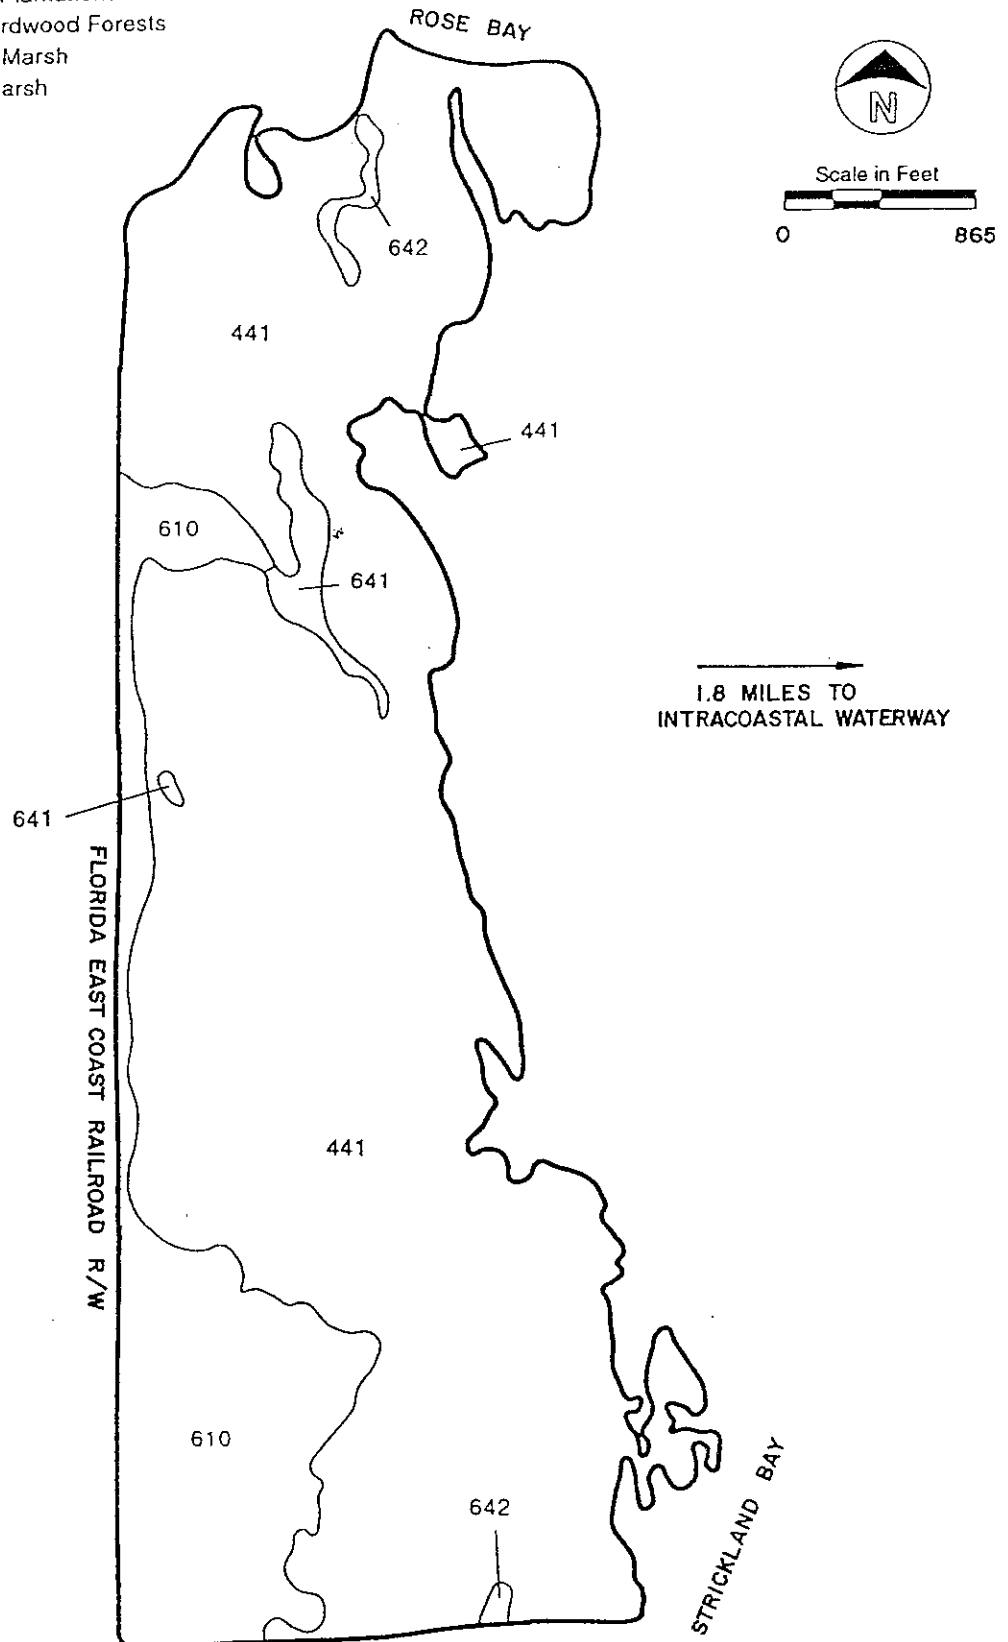 rdwood Forests
Marsh
arsh
ROSE BAY
N
Scale in Feet
0 865
642
441
441
610
641
1.8 MILES TO
INTRACOASTAL WATERWAY
641
FLORIDA EAST COAST RAILROAD R/W
441
610
642
STRICKLAND BAY